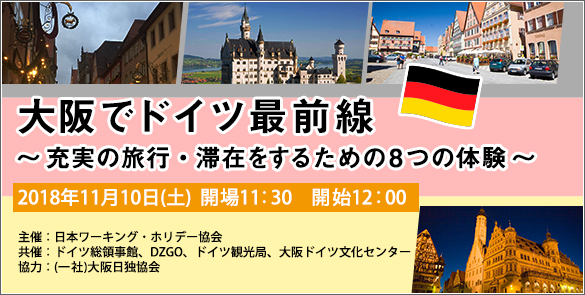 大阪でドイツ最前線
～充実の旅行・滞在をするための8つの体験～
2018年11月10日(土) 開場11：30　開始12：00
主催：日本ワーキング・ホリデー協会
共催：ドイツ総領事館、DZGO、ドイツ観光局、大阪ドイツ文化センター
協力：(一社)大阪日独協会